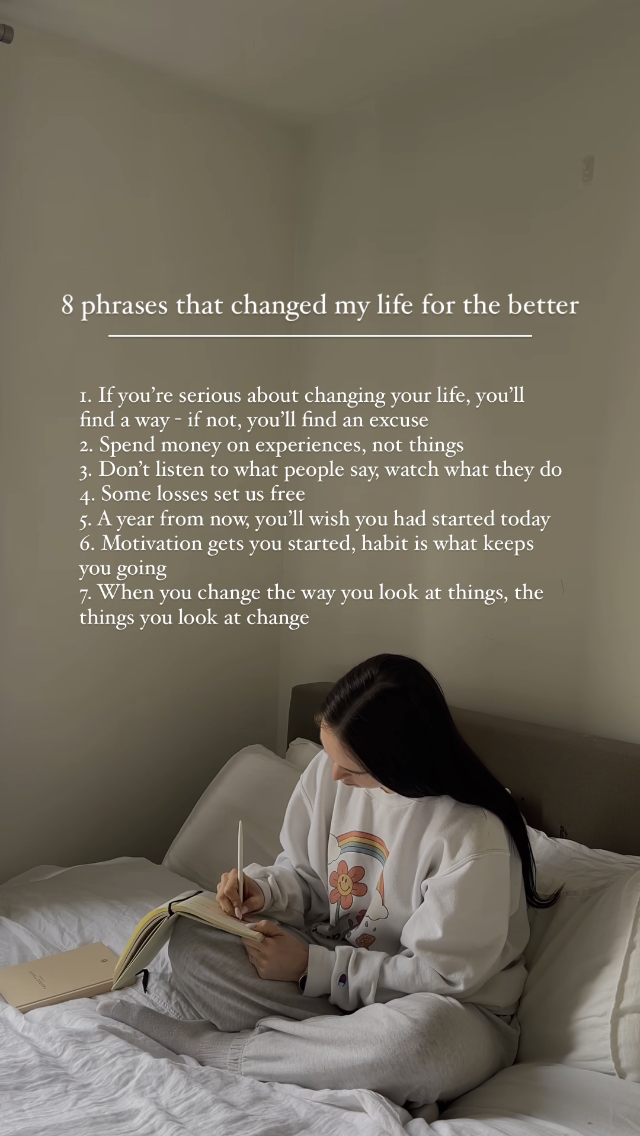 8 phrases that changed my life for the better
1. If you’re serious about changing your life, you’ll
find a way - if not, you’ll find an excuse
2. Spend money on experiences, not things
3. Don’t listen to what people say, watch what they do
4. Some losses set us free
5. A year from now, you’ll wish you had started today
6. Motivation gets you started, habit is what keeps
you going
7. When you change the way you look at things, the
things you look at change